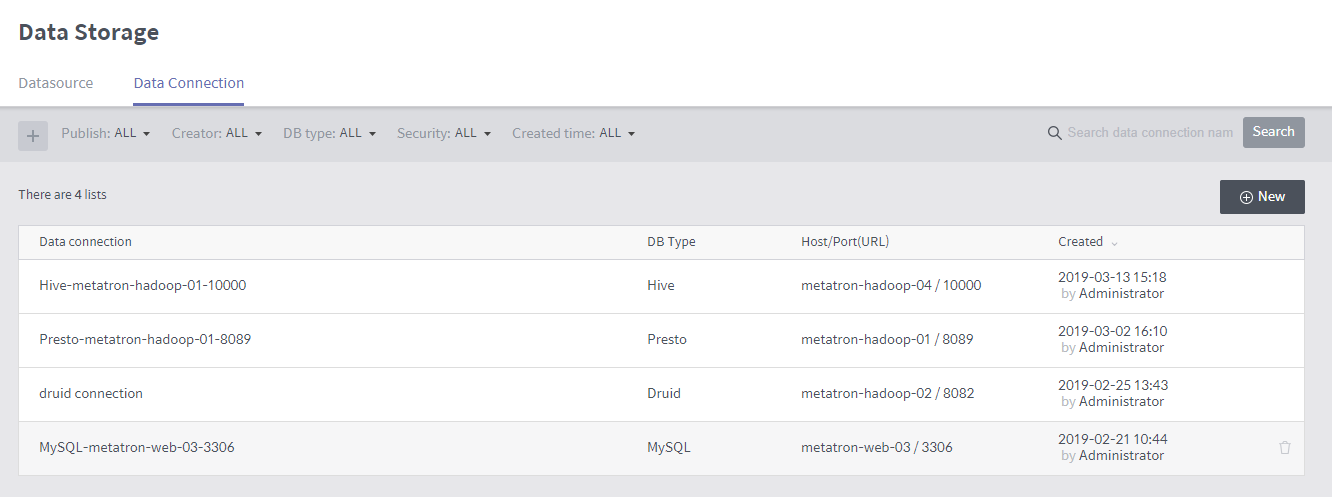 Data Storage
Datasource Data Connection
Publish: ALL Creator: ALL DB type: ALL Security: ALL Created time: ALL Search data connection nam Search
There are 4 lists New
Data connection DB Type Host/Port(URL) Created
Hive-metatron-hadoop-01-10000 Hive metatron-hadoop-04 / 10000 2019-03-13 15:18
by Administrator
Presto-metatron-hadoop-01-8089 Presto metatron-hadoop-01 / 8089 2019-03-02 16:10
by Administrator
druid connection Druid metatron-hadoop-02 / 8082 2019-02-25 13:43
by Administrator
MySQL-metatron-web-03-3306 MySQL metatron-web-03 / 3306 2019-02-21 10:44
by Administrator